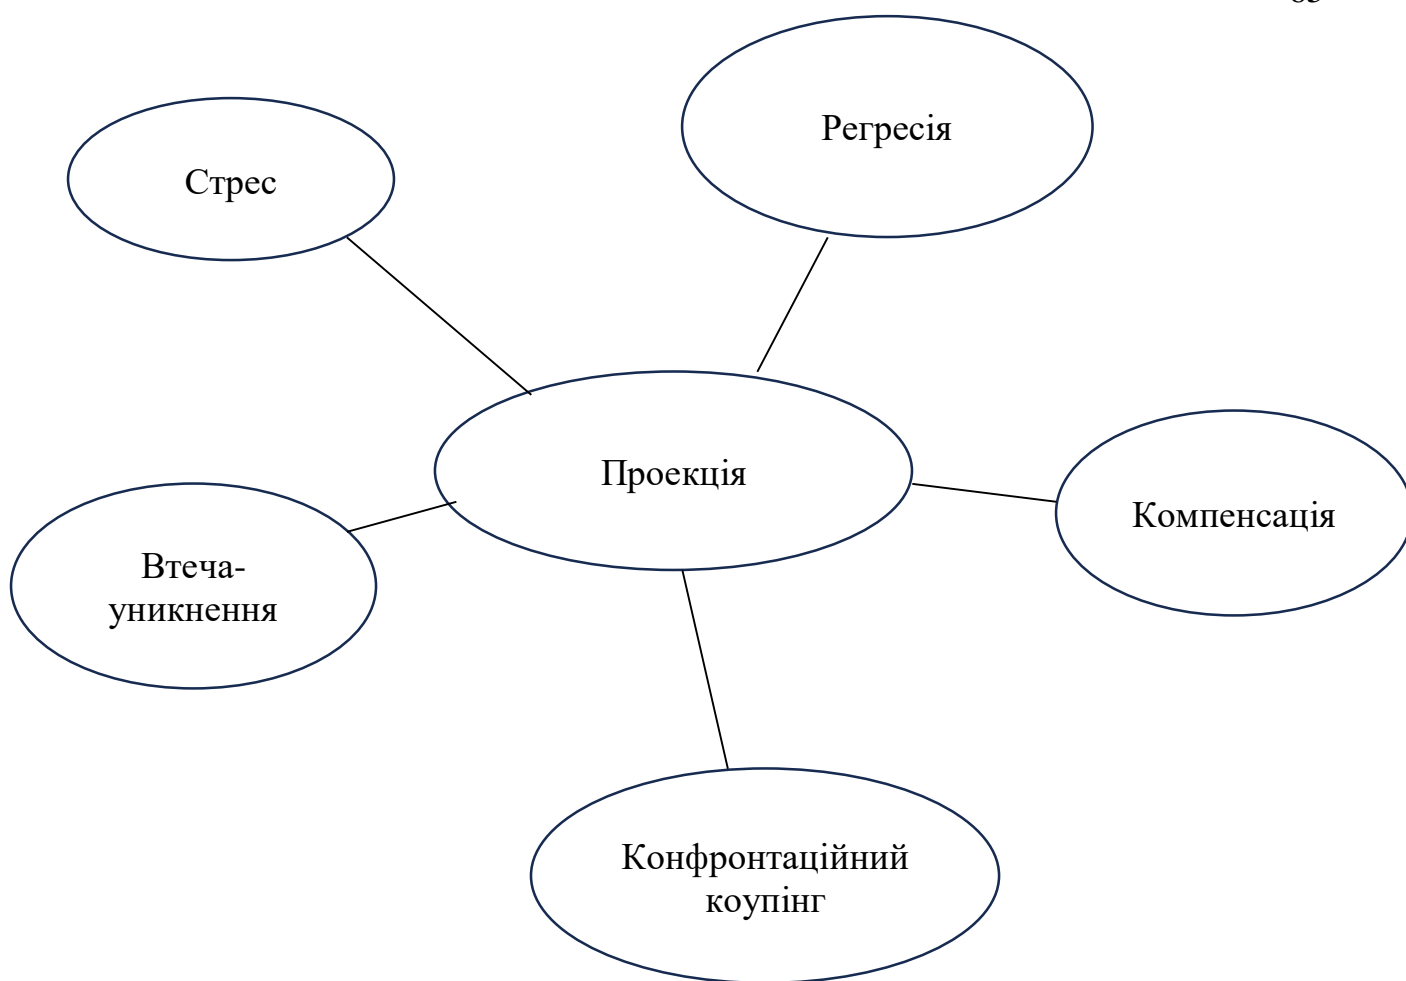 Регресія
Стрес
Проекція
Компенсація
Втеча-
уникнення
Конфронтаційний
коупінг